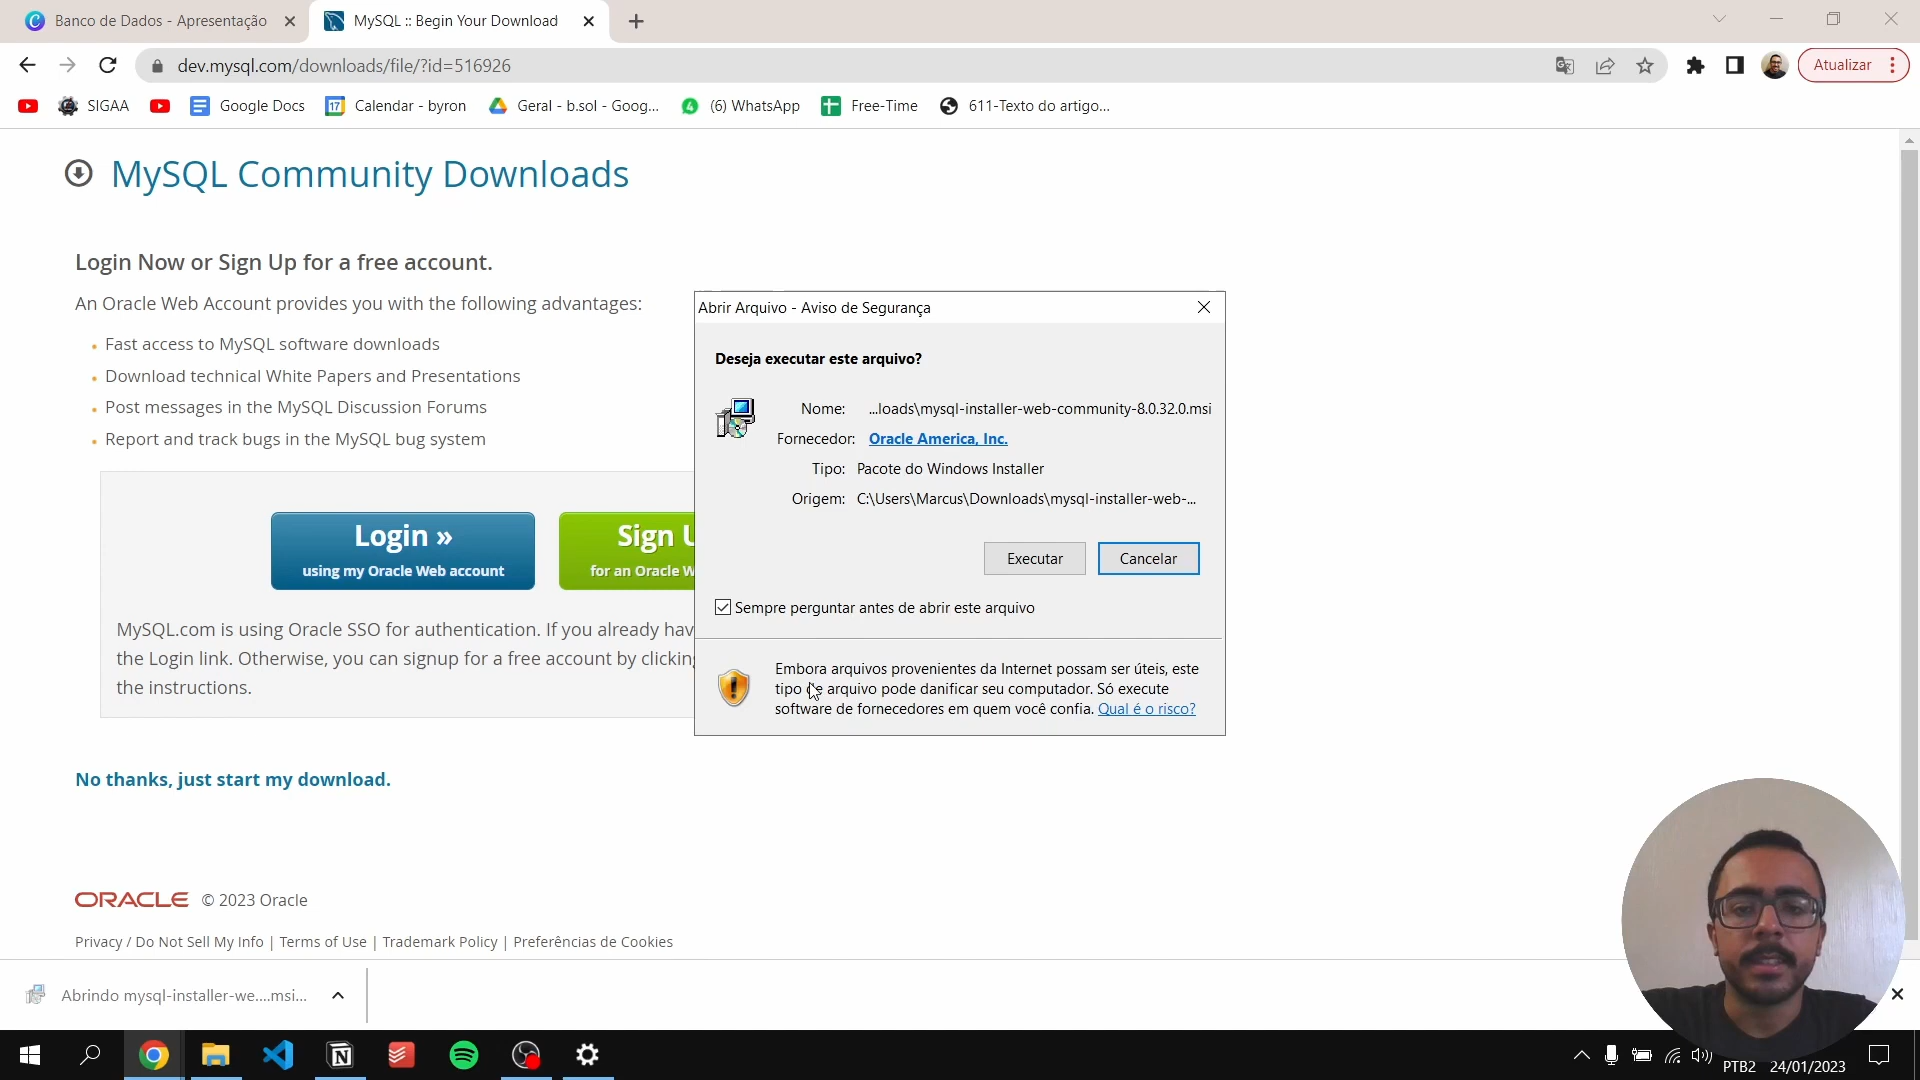 Banco de Dados - Apresentação
MySQL :: Begin Your Download
dev.mysql.com/downloads/file/?id=516926
Atualizar
SIGAA
Google Docs
Calendar - byron
Geral - b.sol - Goog...
(6) WhatsApp
Free-Time
611-Texto do artigo...
MySQL Community Downloads
Login Now or Sign Up for a free account.
An Oracle Web Account provides you with the following advantages:
Fast access to MySQL software downloads
Download technical White Papers and Presentations
Post messages in the MySQL Discussion Forums
Report and track bugs in the MySQL bug system
Login »
using my Oracle Web account
Sign U
for an Oracle W
MySQL.com is using Oracle SSO for authentication. If you already hav
the Login link. Otherwise, you can signup for a free account by clicking
the instructions.
No thanks, just start my download.
ORACLE © 2023 Oracle
Privacy / Do Not Sell My Info | Terms of Use | Trademark Policy | Preferências de Cookies
Abrir Arquivo - Aviso de Segurança
Deseja executar este arquivo?
Nome: ...loads\mysql-installer-web-community-8.0.32.0.msi
Fornecedor: Oracle America, Inc.
Tipo: Pacote do Windows Installer
Origem: C:\Users\Marcus\Downloads\mysql-installer-web-...
Executar
Cancelar
Sempre perguntar antes de abrir este arquivo
Embora arquivos provenientes da Internet possam ser úteis, este
tipo de arquivo pode danificar seu computador. Só execute
software de fornecedores em quem você confia. Qual é o risco?
Abrindo mysql-installer-we....msi...
PTB2
24/01/2023